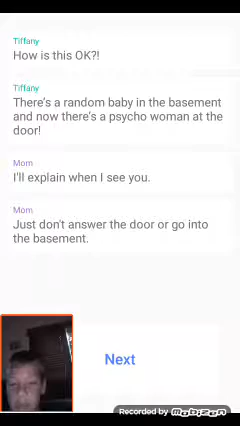 Tiffany
How is this OK?!
Tiffany
There's a random baby in the basement
and now there's a psycho woman at the
door!
Mom
I'll explain when I see you.
Mom
Just don't answer the door or go into
the basement.
Next
Recorded by mobizen